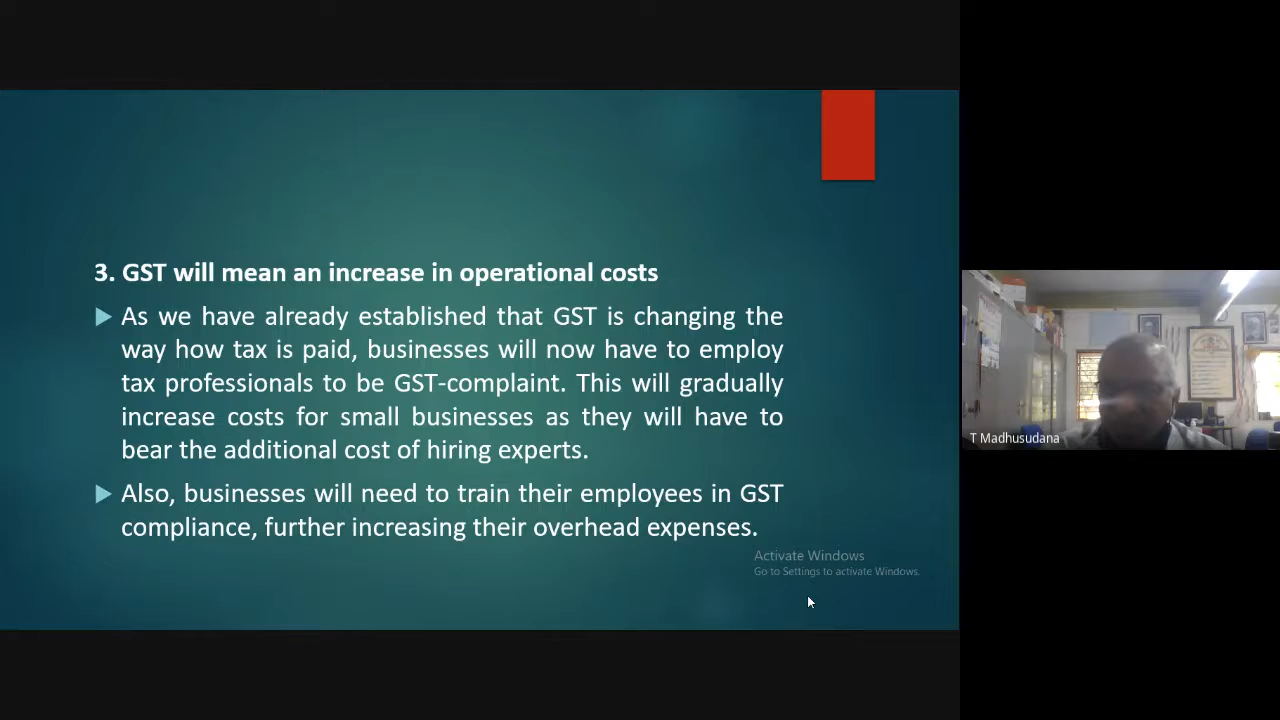 3. GST will mean an increase in operational costs
As we have already established that GST is changing the
way how tax is paid, businesses will now have to employ
tax professionals to be GST-complaint. This will gradually
increase costs for small businesses as they will have to
bear the additional cost of hiring experts.
Also, businesses will need to train their employees in GST
compliance, further increasing their overhead expenses.
Activate Windows
Go to Settings to activate Windows.
T Madhusudana